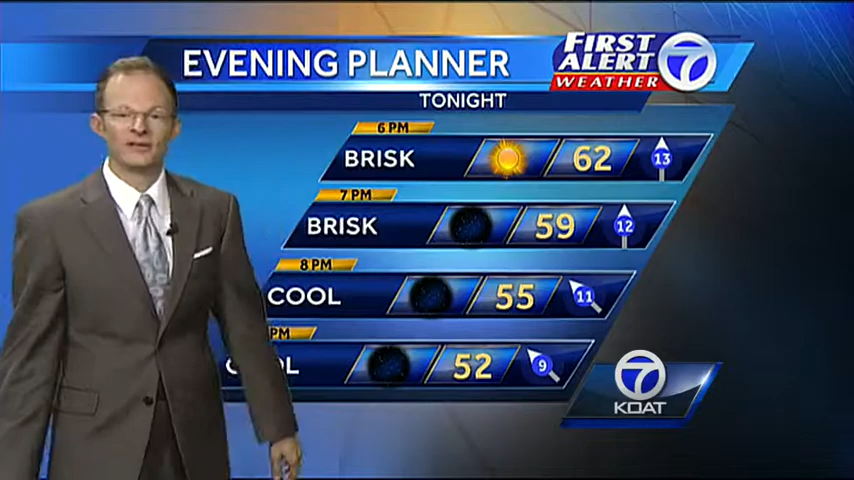 EVENING PLANNER
FIRST
ALERT 7
WEATHER
TONIGHT
6 PM
BRISK 62 13
7 PM
BRISK 59 12
8 PM
COOL 55 11
PM
52 9
7
KOAT